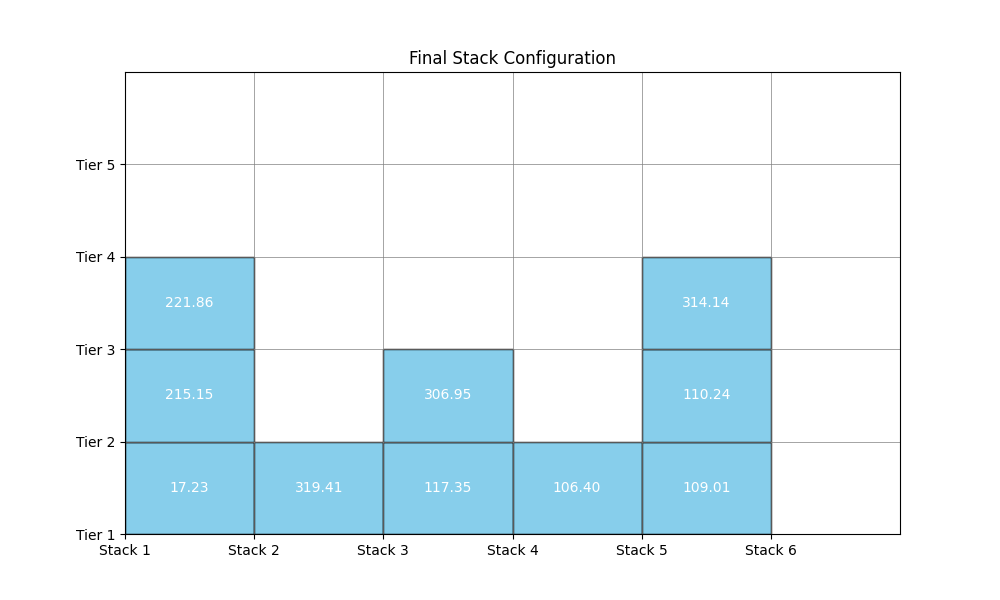 Final Stack Configuration
Tier 5
Tier 4
221.86 314.14
Tier 3
215.15 306.95 110.24
Tier 2
17.23 319.41 117.35 106.40 109.01
Tier 1
Stack 1 Stack 2 Stack 3 Stack 4 Stack 5 Stack 6